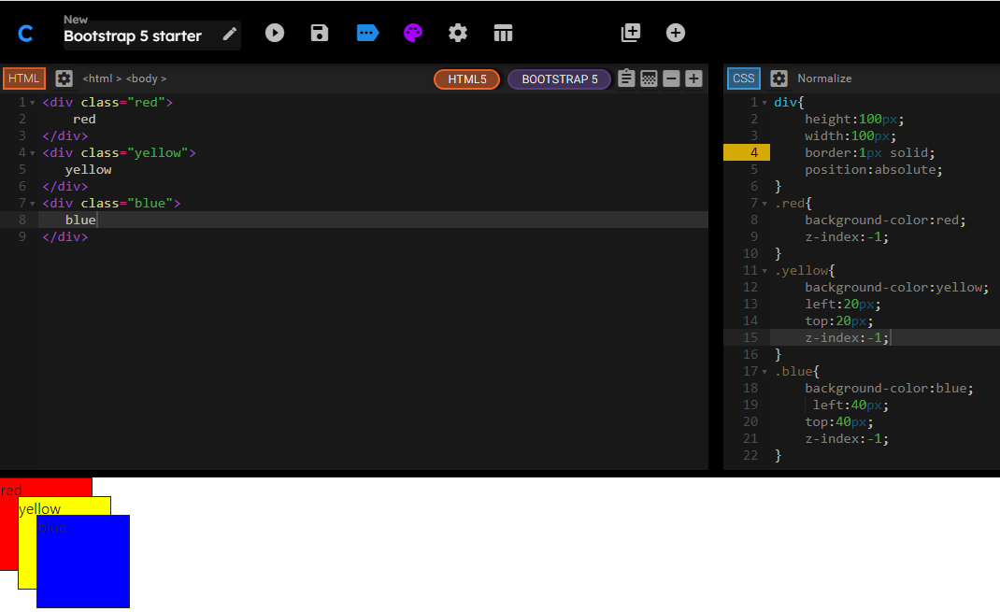 New
Bootstrap 5 starter
HTML
<html > <body >
HTML5
BOOTSTRAP 5
1 <div class="red">
2 red
3 </div>
4 <div class="yellow">
5 yellow
6 </div>
7 <div class="blue">
8 blue
9 </div>
CSS
Normalize
1 div{
2 height:100px;
3 width:100px;
4 border:1px solid;
5 position:absolute;
6 }
7 .red{
8 background-color:red;
9 z-index:-1;
10 }
11 .yellow{
12 background-color:yellow;
13 left:20px;
14 top:20px;
15 z-index:-1;
16 }
17 .blue{
18 background-color:blue;
19 left:40px;
20 top:40px;
21 z-index:-1;
22 }
red
yellow
blue